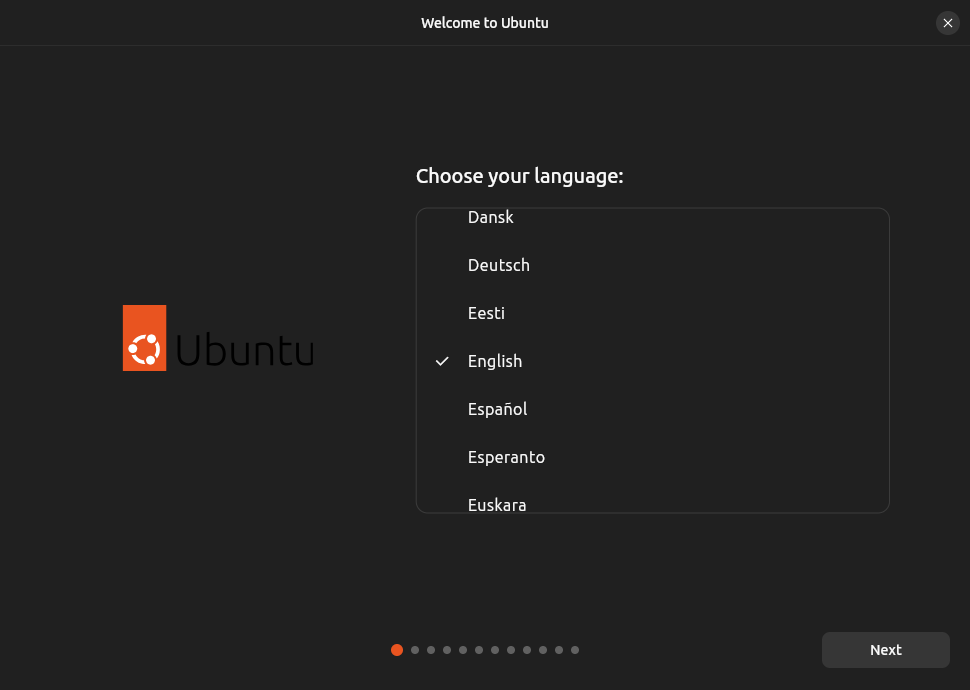 Welcome to Ubuntu
Choose your language:
Dansk
Deutsch
Eesti
English
Español
Esperanto
Euskara
Ubuntu
Next